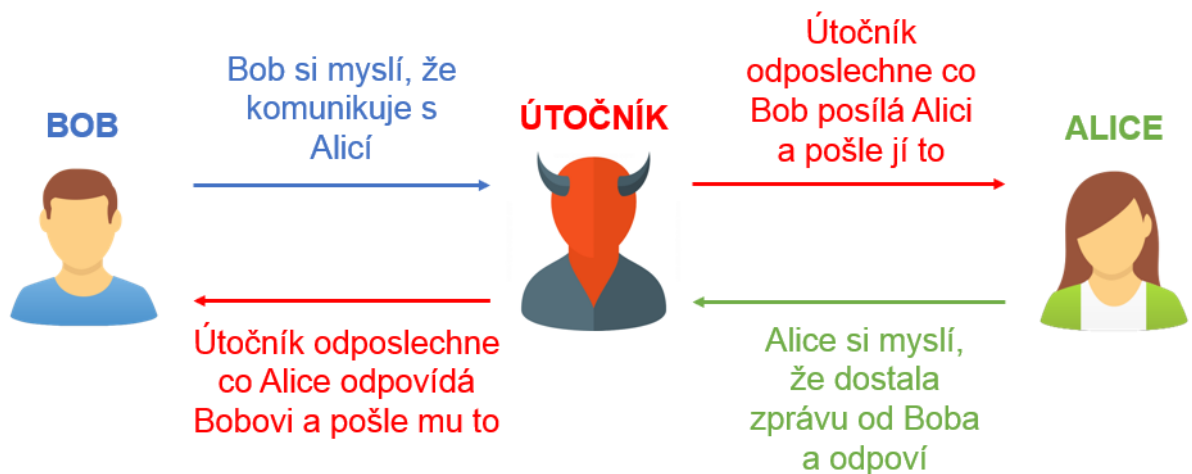 BOB
Bob si myslí, že
komunikuje s
Alicí
ÚTOČNÍK
Útočník
odposlechne co
Bob posílá Alici
a pošle jí to
ALICE
Útočník odposlechne
co Alice odpovídá
Bobovi a pošle mu to
Alice si myslí,
že dostala
zprávu od Boba
a odpoví